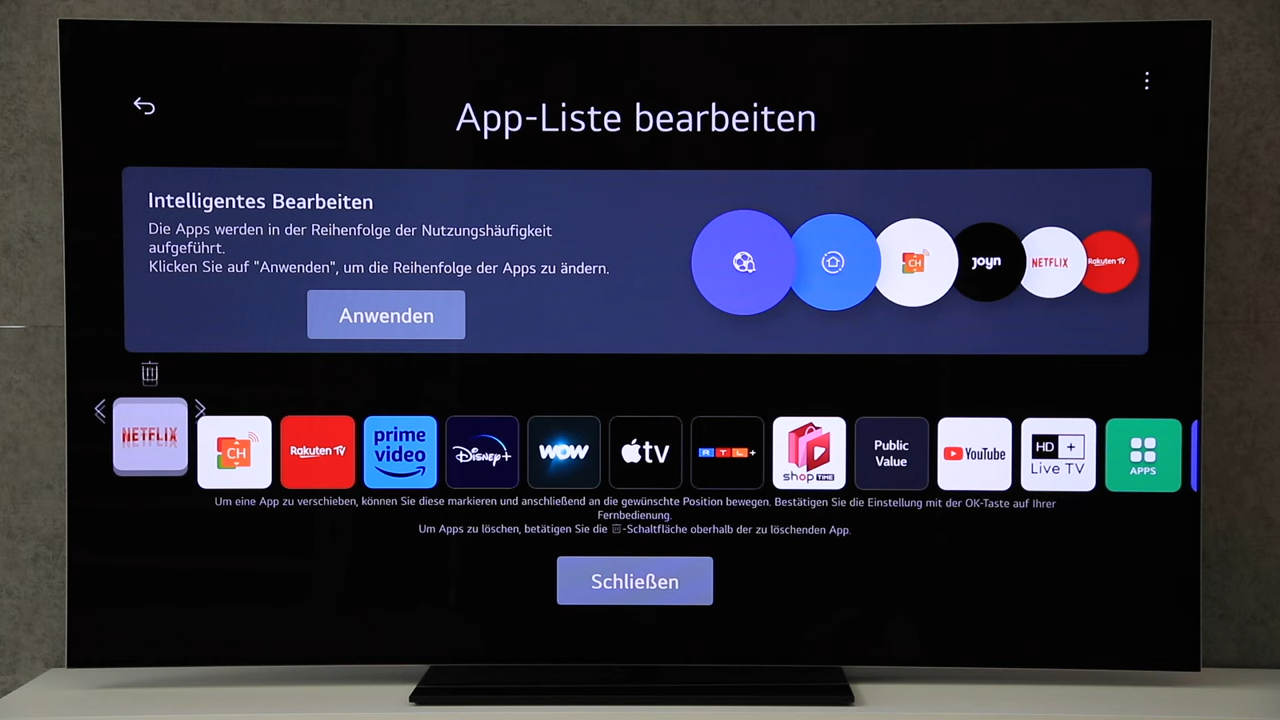 App-Liste bearbeiten
Intelligentes Bearbeiten
Die Apps werden in der Reihenfolge der Nutzungshäufigkeit
aufgeführt.
Klicken Sie auf "Anwenden", um die Reihenfolge der Apps zu ändern.
Anwenden
CH
joyn
NETFLIX
Rakuten TV
NETFLIX
CH
Rakuten TV
prime
video
Disney+
WOW
tv
RTL+
shop TIME
Public
Value
YouTube
HD +
Live TV
APPS
Um eine App zu verschieben, können Sie diese markieren und anschließend an die gewünschte Position bewegen. Bestätigen Sie die Einstellung mit der OK-Taste auf Ihrer
Fernbedienung.
Um Apps zu löschen, betätigen Sie die -Schaltfläche oberhalb der zu löschenden App.
Schließen